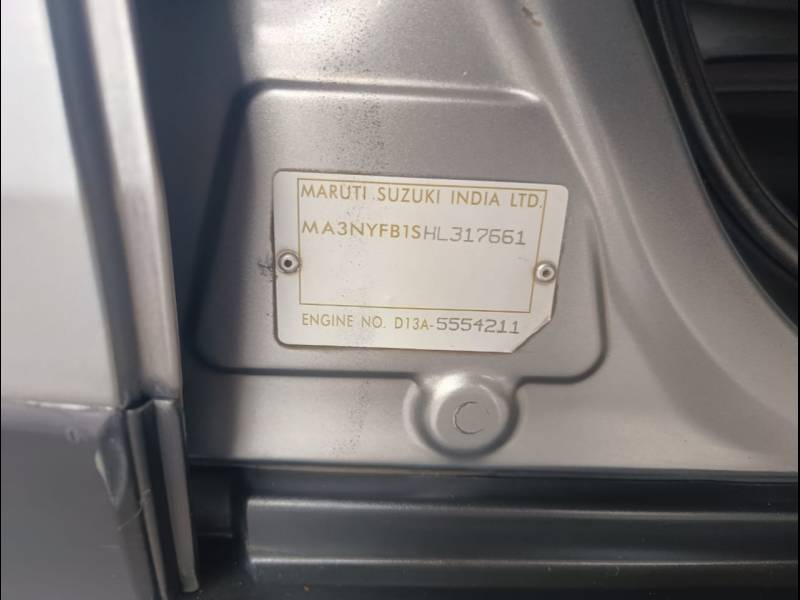 MARUTI SUZUKI INDIA LTD.
MA3NYFB1SHL317661
ENGINE NO. D13A-5554211